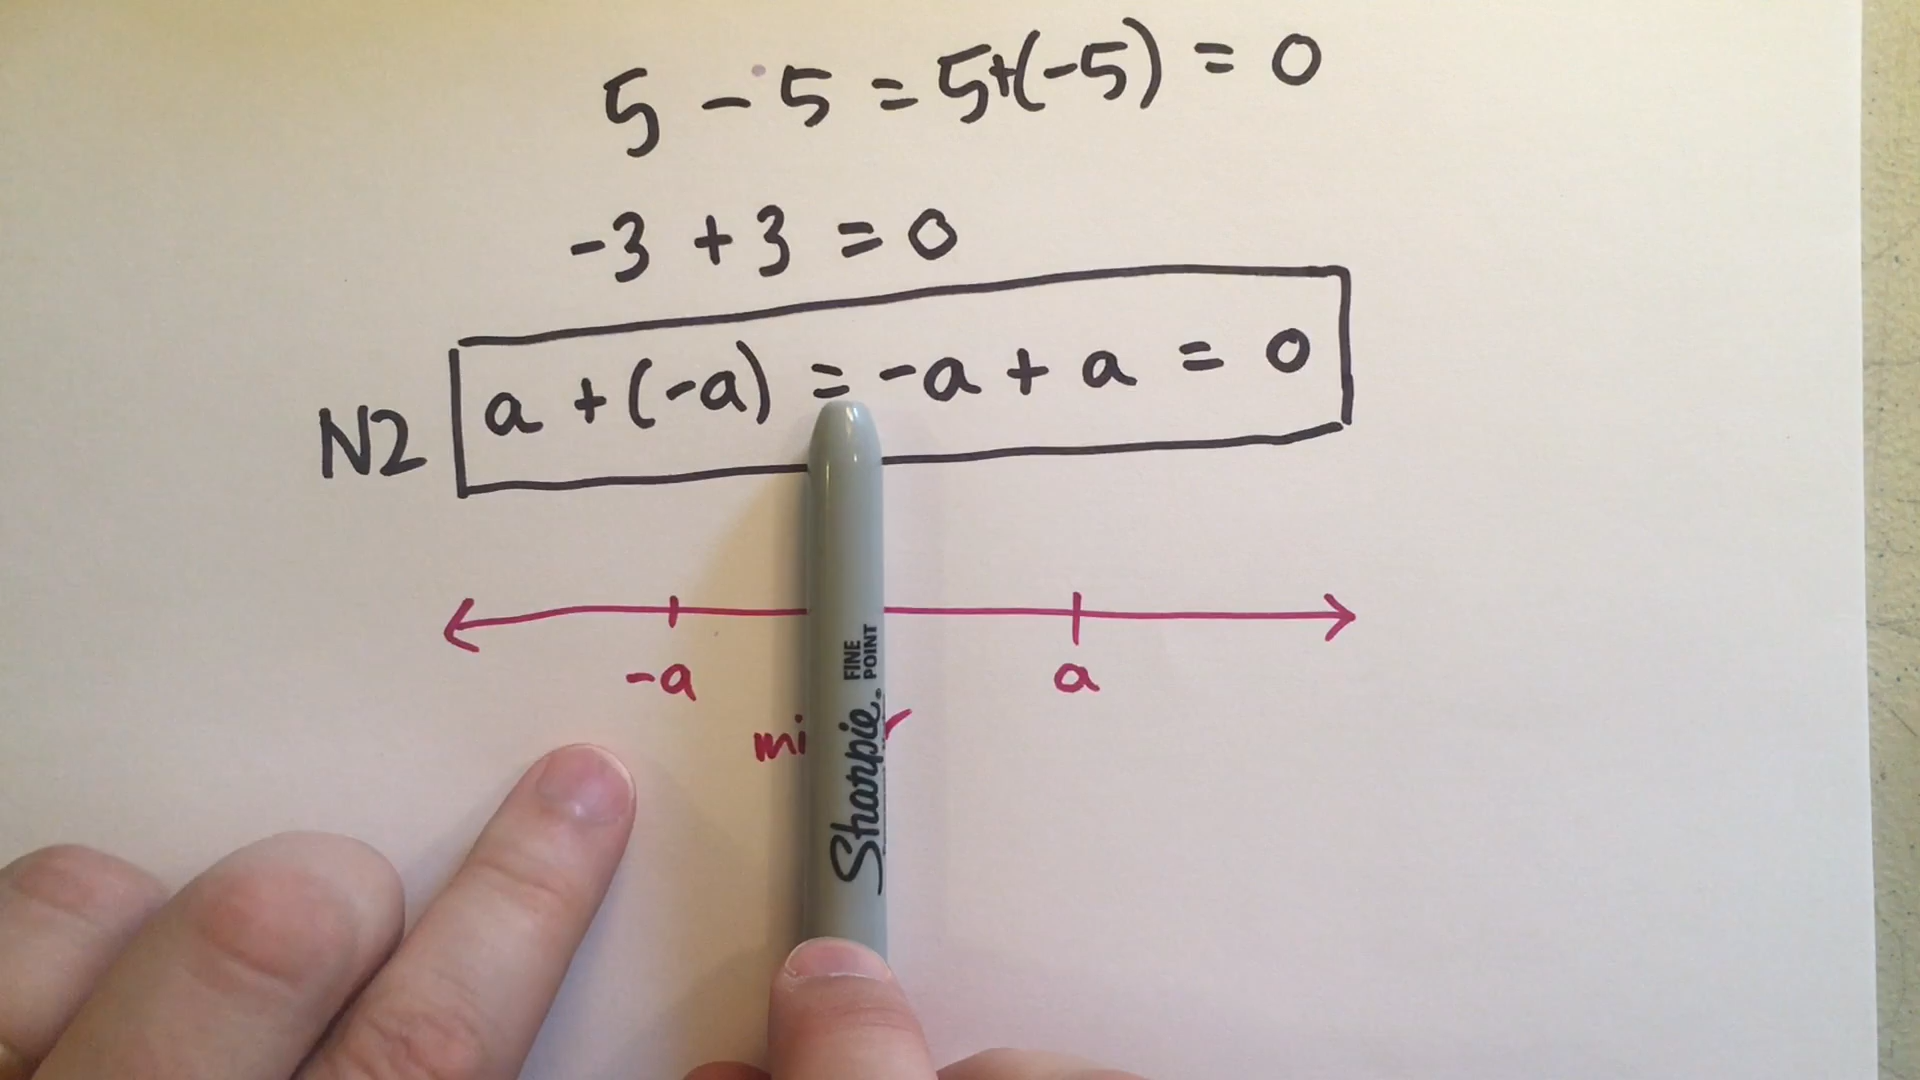 5 - 5 = 5+(-5) = 0
-3 + 3 = 0
N2 a + (-a) = -a + a = 0
-a a
Sharpie. FINE POINT